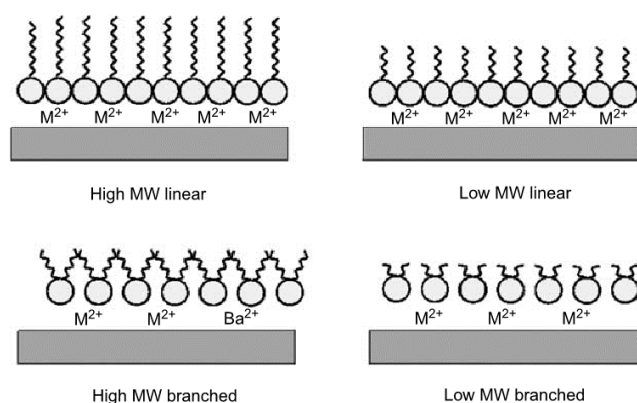 M²⁺ M²⁺ M²⁺ M²⁺ M²⁺
High MW linear
M²⁺ M²⁺ M²⁺ M²⁺ M²⁺
Low MW linear
M²⁺ M²⁺ Ba²⁺
High MW branched
M²⁺ M²⁺ M²⁺
Low MW branched